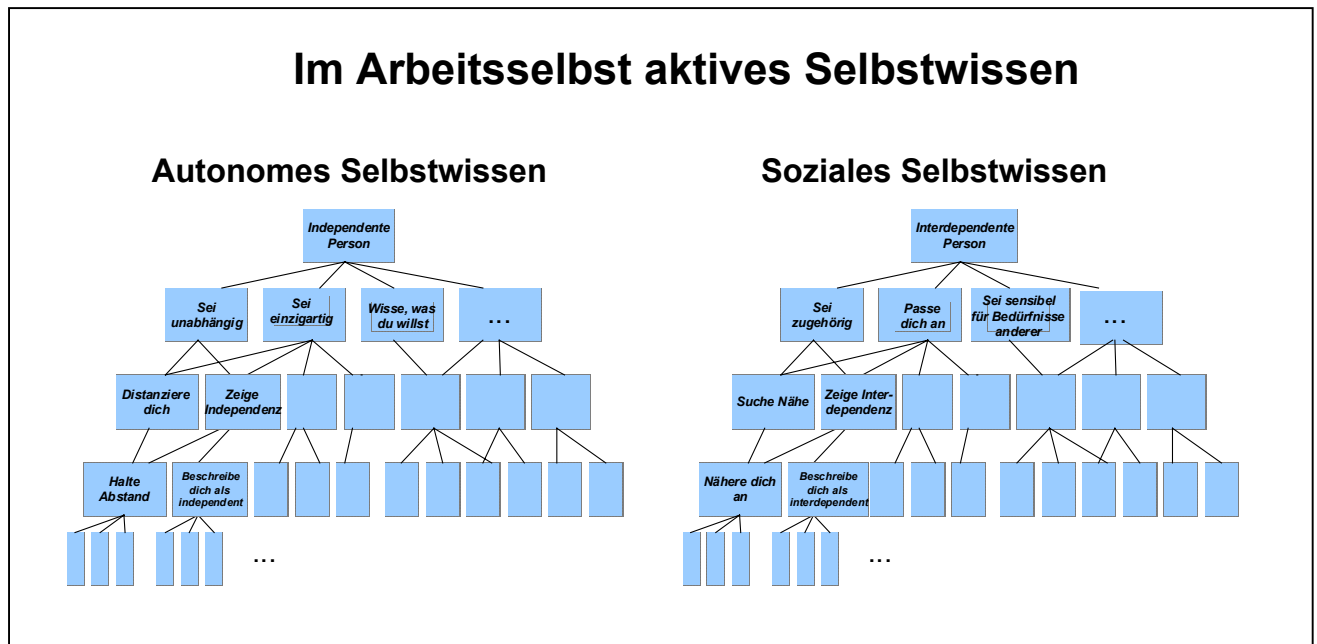 Im Arbeitsselbst aktives Selbstwissen
Autonomes Selbstwissen
Independente
Person
Sei
unabhängig
Sei
einzigartig
Wisse, was
du willst
...
Distanziere
dich
Zeige
Independenz
Halte
Abstand
Beschreibe
dich als
independent
...
Soziales Selbstwissen
Interdependente
Person
Sei
zugehörig
Passe
dich an
Sei sensibel
für Bedürfnisse
anderer
...
Suche Nähe
Zeige Inter-
dependenz
Nähere dich
an
Beschreibe
dich als
interdependent
...